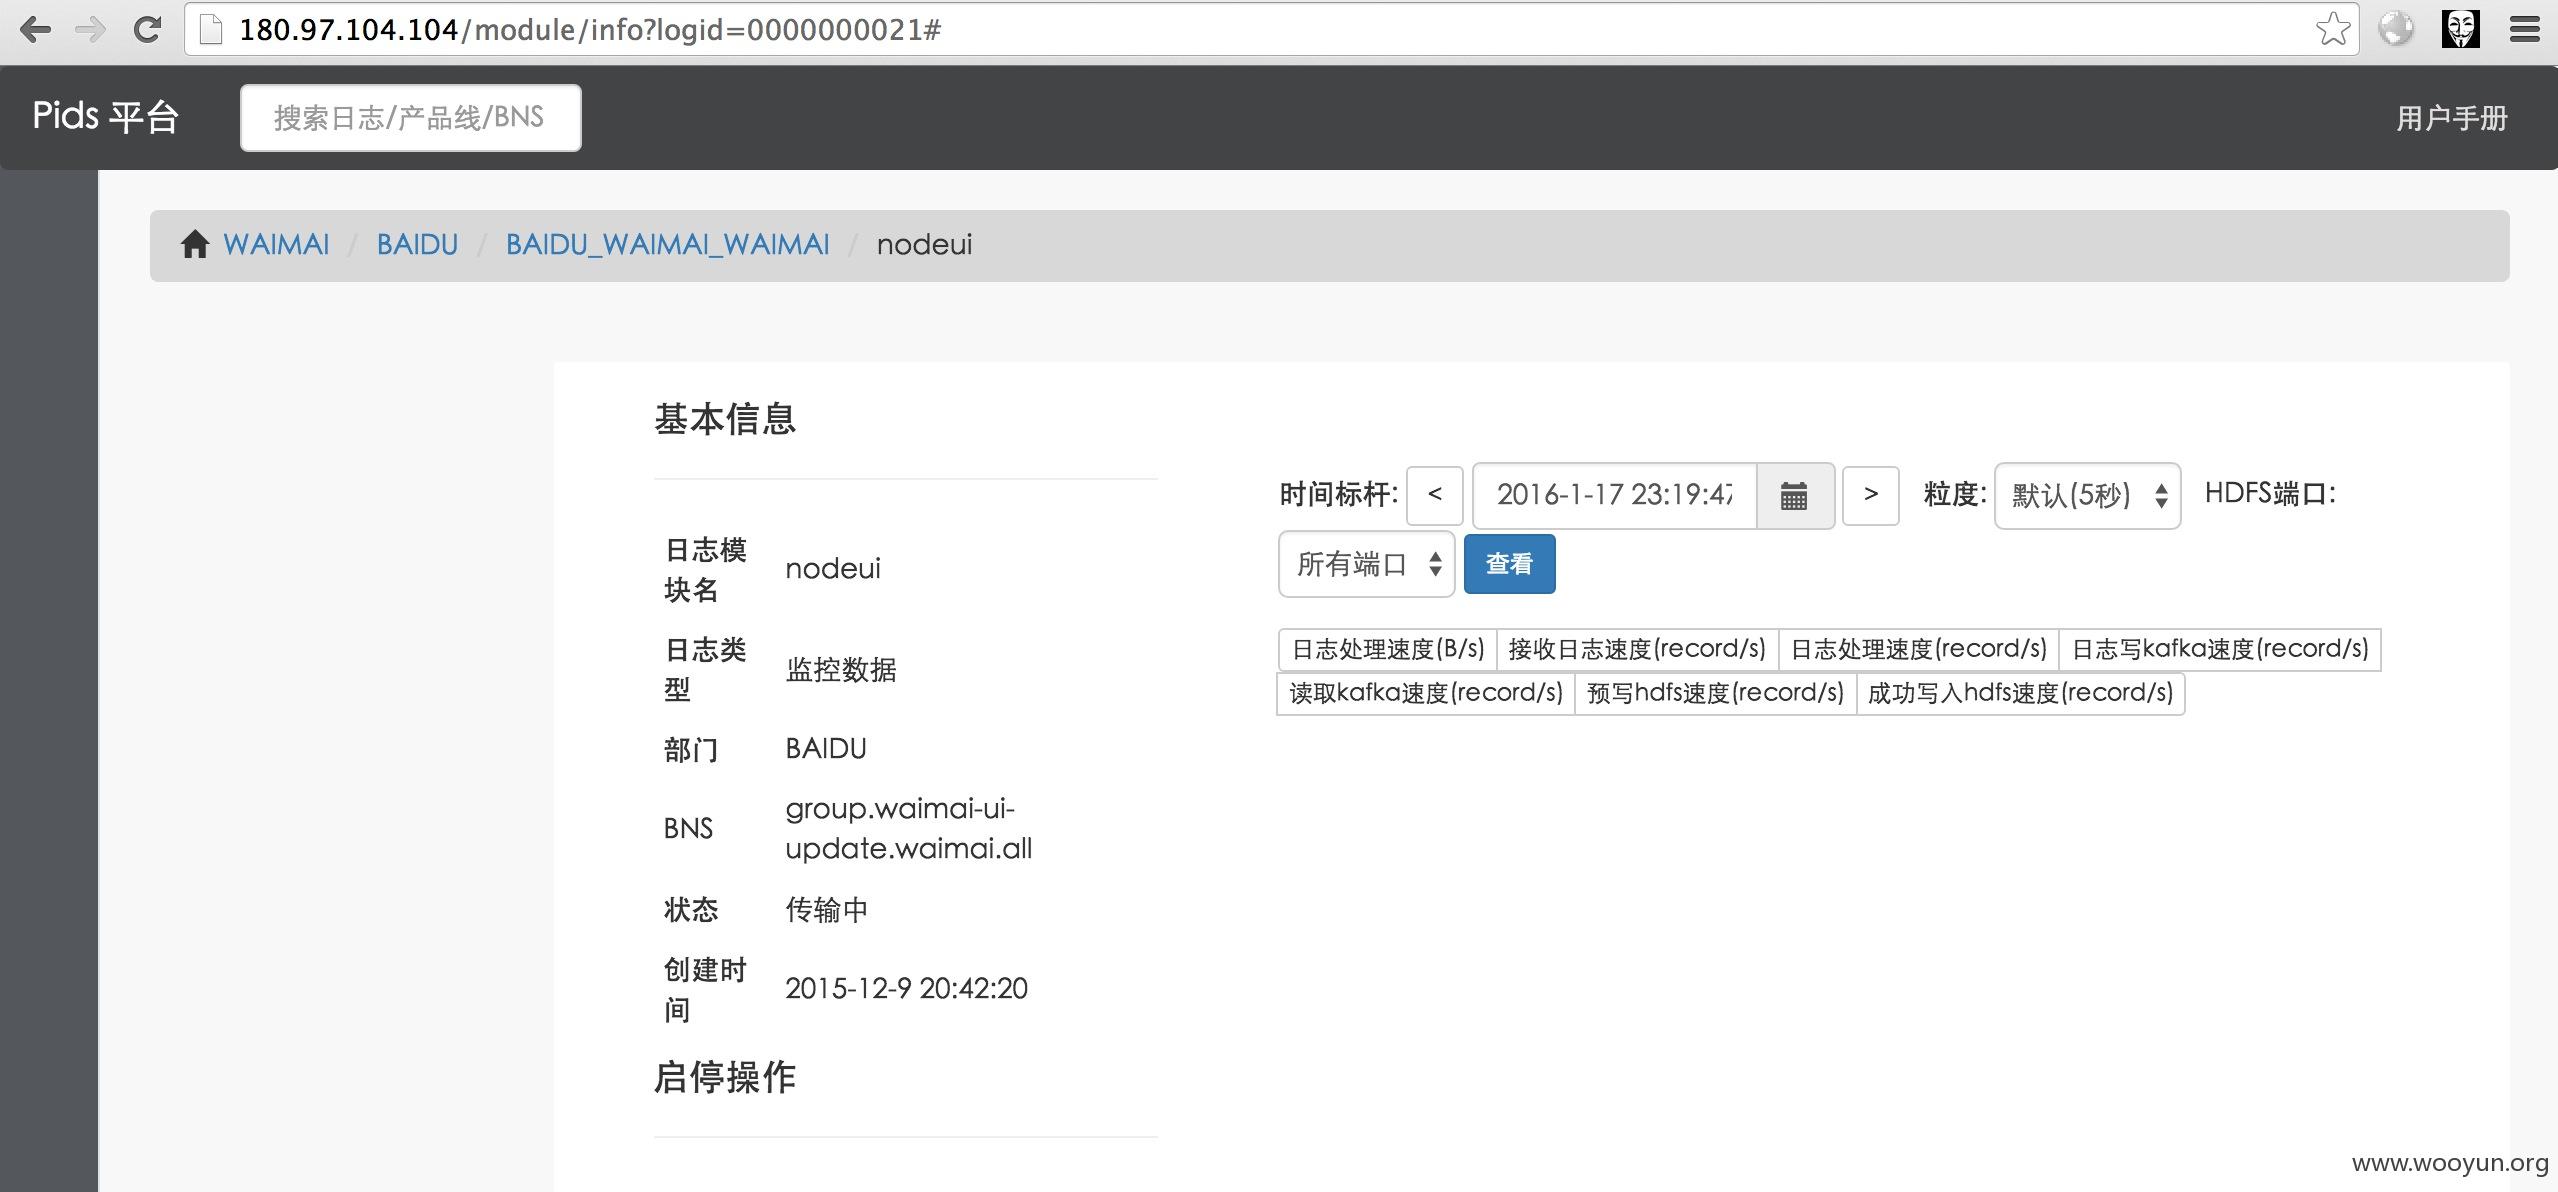 180.97.104.104/module/info?logid=0000000021#
Pids 平台
搜索日志/产品线/BNS
用户手册
WAIMAI / BAIDU / BAIDU_WAIMAI_WAIMAI / nodeui
基本信息
日志模块名 nodeui
日志类型 监控数据
部门 BAIDU
BNS group.waimai-ui-update.waimai.all
状态 传输中
创建时间 2015-12-9 20:42:20
启停操作
时间标杆: < 2016-1-17 23:19:47 > 粒度: 默认(5秒) HDFS端口:
所有端口 查看
日志处理速度(B/s) 接收日志速度(record/s) 日志处理速度(record/s) 日志写kafka速度(record/s)
读取kafka速度(record/s) 预写hdfs速度(record/s) 成功写入hdfs速度(record/s)
www.wooyun.org